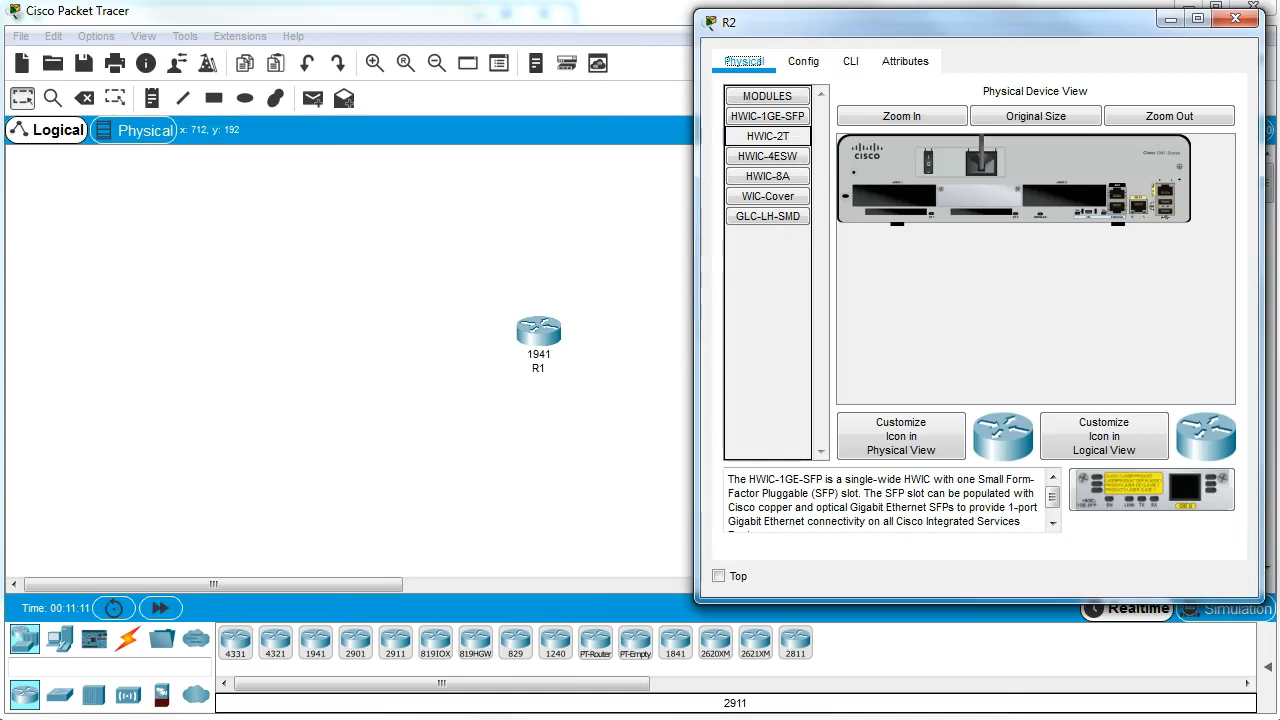 Cisco Packet Tracer
File Edit Options View Tools Extensions Help
Logical
Physical
x: 712, y: 192
1941
R1
R2
Physical Config CLI Attributes
MODULES
HWIC-1GE-SFP
HWIC-2T
HWIC-4ESW
HWIC-8A
WIC-Cover
GLC-LH-SMD
Physical Device View
Zoom In Original Size Zoom Out
CISCO
Cisco 1941 Series
Customize
Icon in
Physical View
Customize
Icon in
Logical View
The HWIC-1GE-SFP is a single-wide HWIC with one Small Form-
Factor Pluggable (SFP) slot. The SFP slot can be populated with
Cisco copper and optical Gigabit Ethernet SFPs to provide 1-port
Gigabit Ethernet connectivity on all Cisco Integrated Services
Top
Time: 00:11:11
Realtime
Simulation
4331 4321 1941 2901 2911 819IOX 819HGW 829 1240 PT-Router PT-Empty 1841 2620XM 2621XM 2811
2911